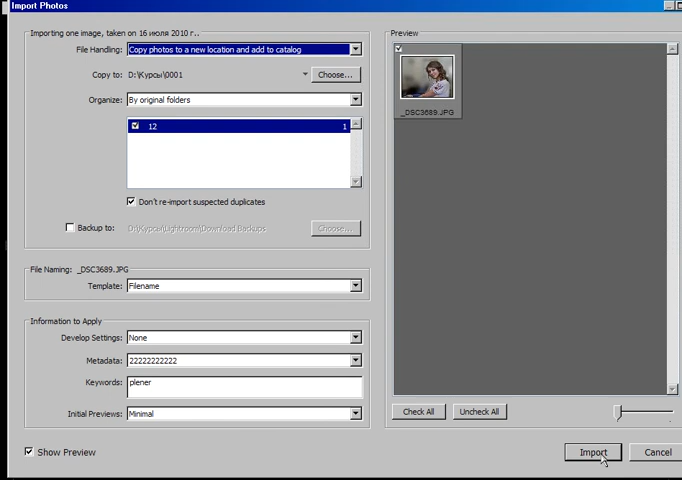 Import Photos
Importing one image, taken on 16 июля 2010 г..
File Handling: Copy photos to a new location and add to catalog
Copy to: D:\Курсы\0001 Choose...
Organize: By original folders
12 1
Don't re-import suspected duplicates
Backup to: D:\Курсы\Lightroom\Download Backups Choose...
File Naming: _DSC3689.JPG
Template: Filename
Information to Apply
Develop Settings: None
Metadata: 22222222222
Keywords: plener
Initial Previews: Minimal
Show Preview
Preview
_DSC3689.JPG
Check All Uncheck All
Import Cancel